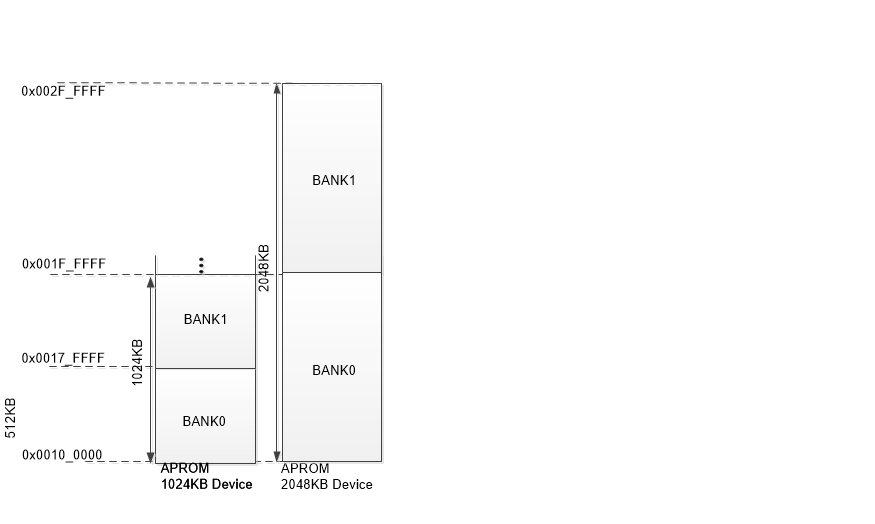 0x002F_FFFF
BANK1
0x001F_FFFF
2048KB
BANK1
0x0017_FFFF
1024KB
BANK0
512KB
BANK0
0x0010_0000
APROM
1024KB Device
APROM
2048KB Device